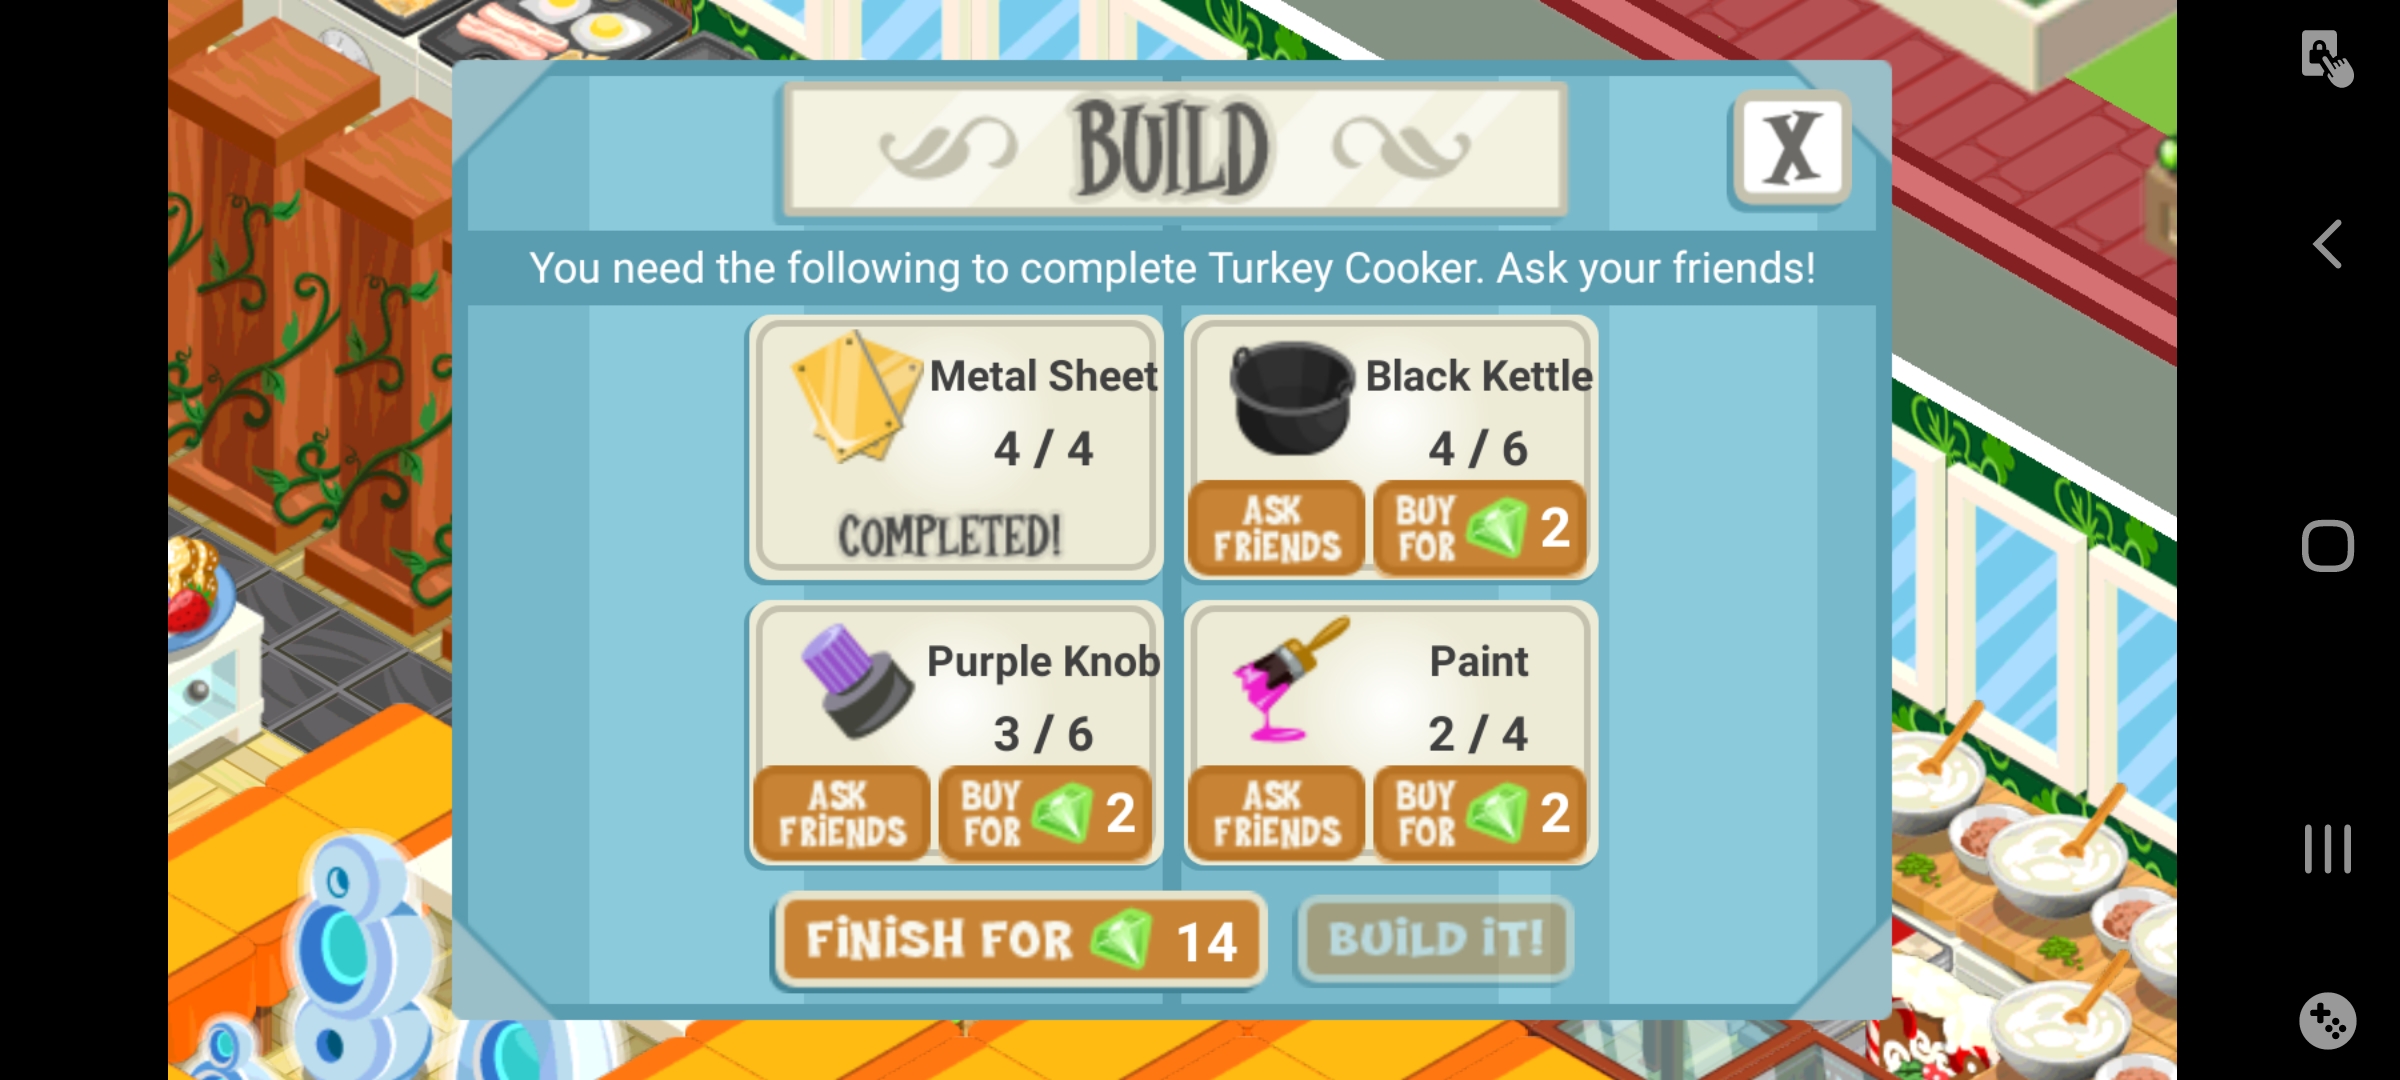 BUILD
X
You need the following to complete Turkey Cooker. Ask your friends!
Metal Sheet
4 / 4
COMPLETED!
Black Kettle
4 / 6
ASK
FRiENDS
BUY
FOR
2
Purple Knob
3 / 6
ASK
FRiENDS
BUY
FOR
2
Paint
2 / 4
ASK
FRiENDS
BUY
FOR
2
FiNiSH FOR 14
BUiLD iT!